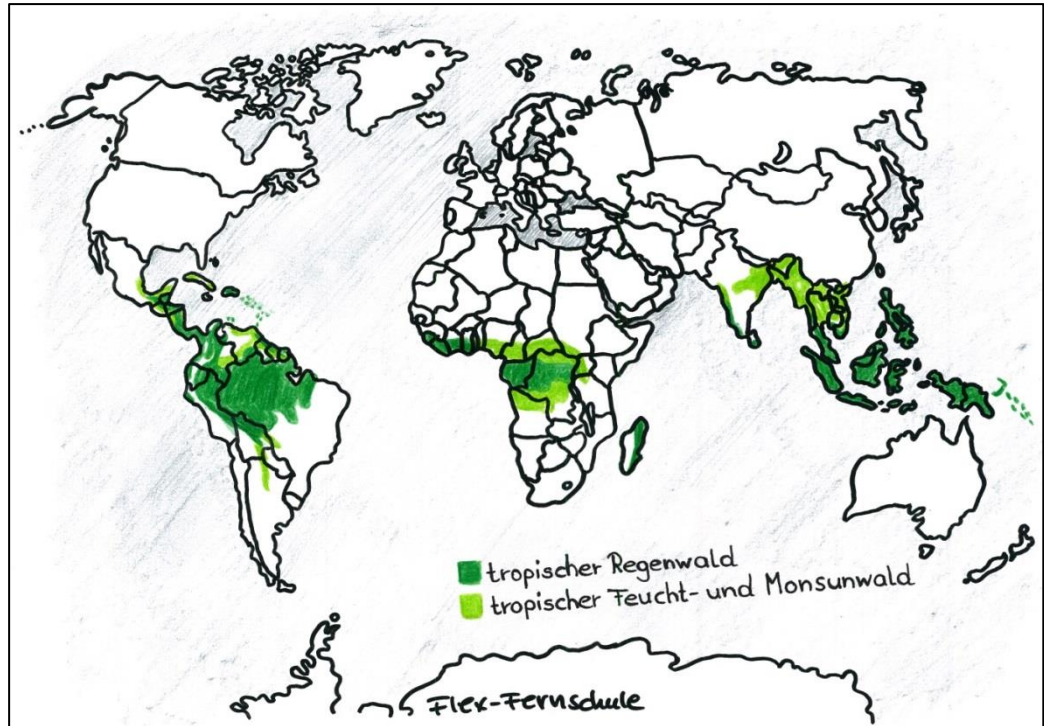 tropischer Regenwald
tropischer Feucht- und Monsunwald
Flex-Fernschule